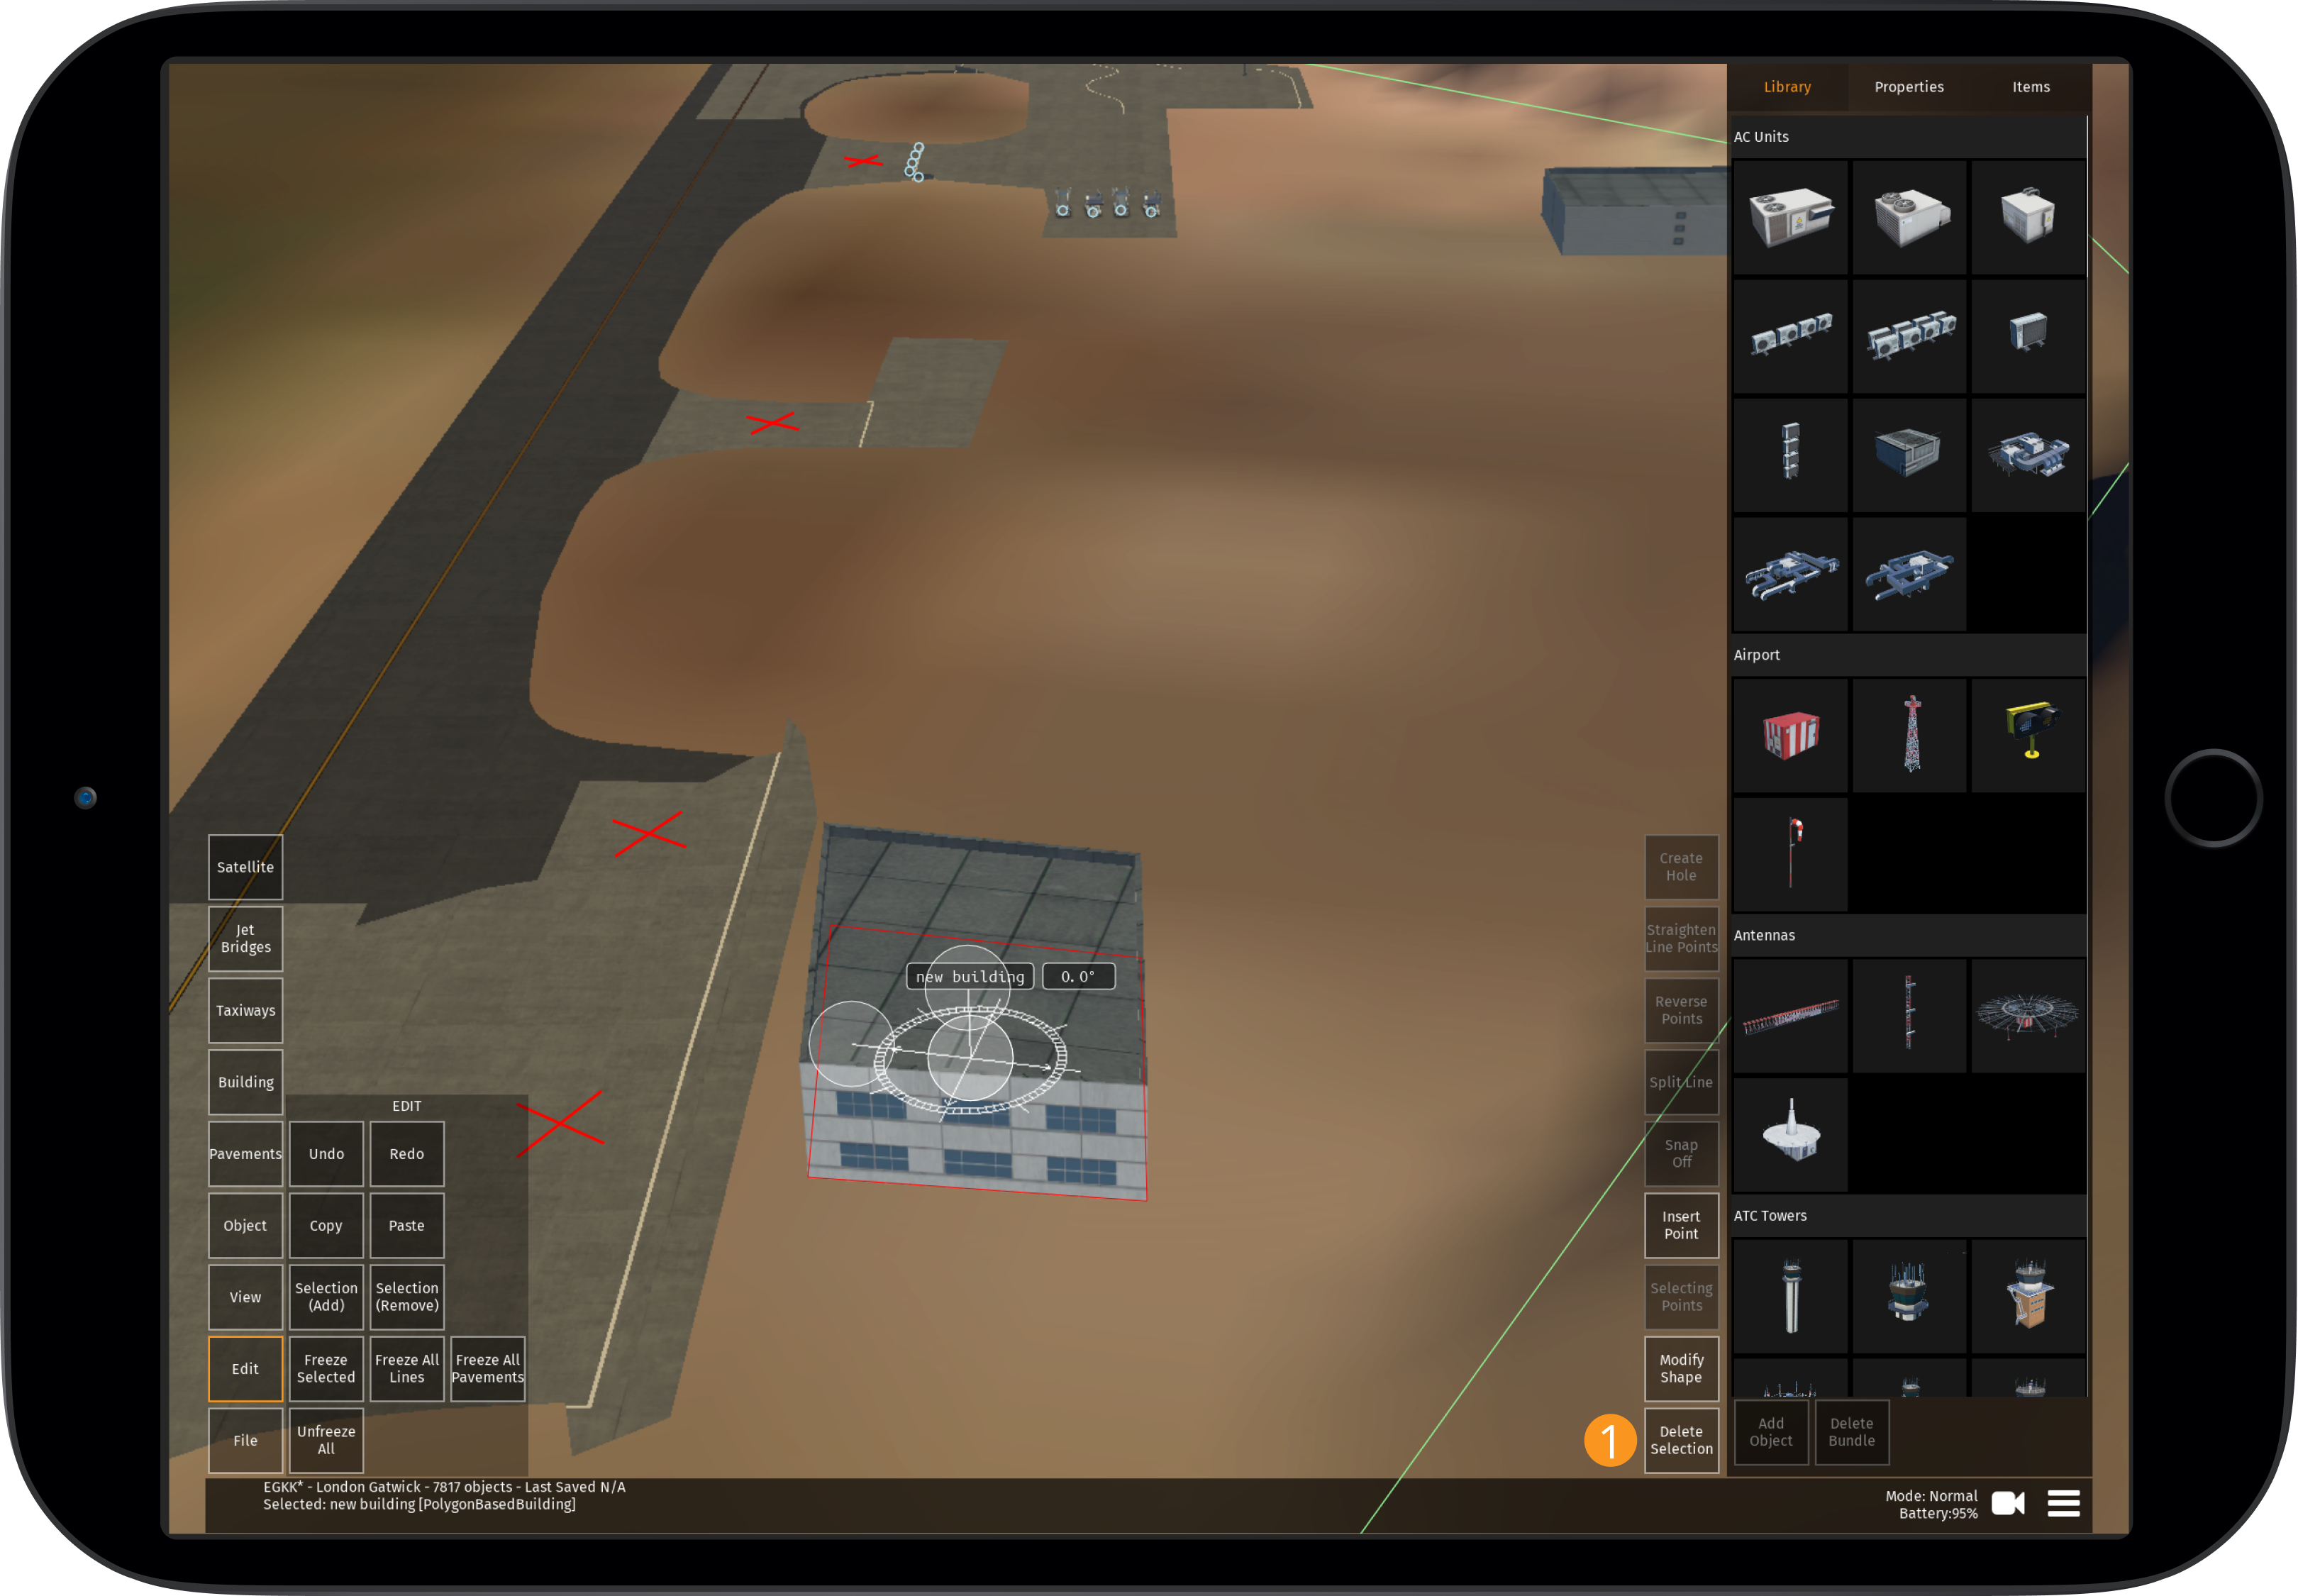 Library Properties Items
AC Units
Airport
Antennas
ATC Towers
Add
Object
Delete
Bundle
Satellite
Jet
Bridges
Taxiways
Building
Pavements
Object
View
Edit
File
EDIT
Undo
Redo
Copy
Paste
Selection
(Add)
Selection
(Remove)
Freeze
Selected
Freeze All
Lines
Freeze All
Pavements
Unfreeze
All
new building 0.0°
Create
Hole
Straighten
Line Points
Reverse
Points
Split Line
Snap
Off
Insert
Point
Selecting
Points
Modify
Shape
1
Delete
Selection
EGKK* - London Gatwick - 7817 objects - Last Saved N/A
Selected: new building [PolygonBasedBuilding]
Mode: Normal
Battery:95%